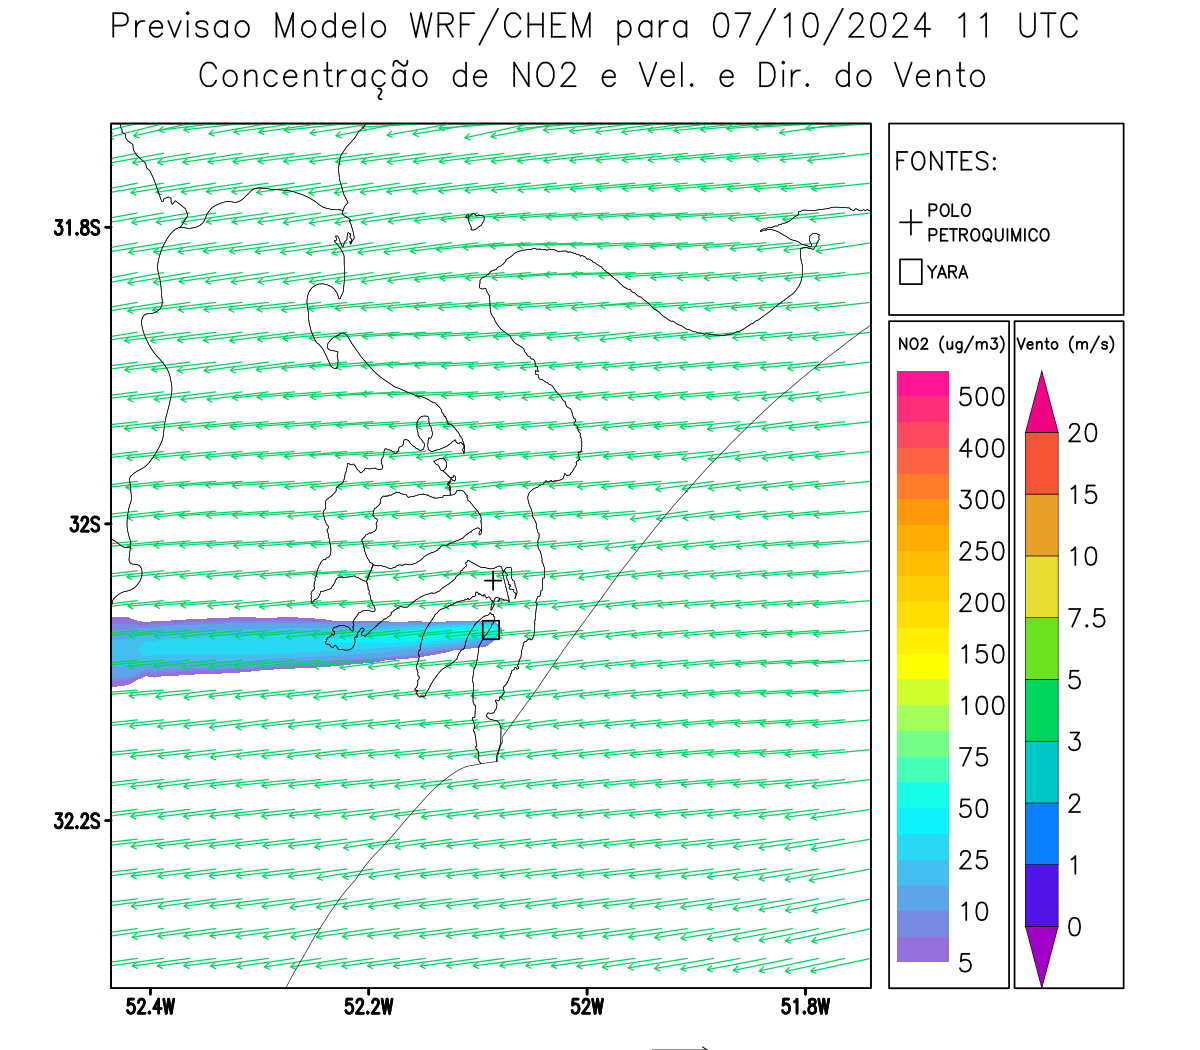 Previsao Modelo WRF/CHEM para 07/10/2024 11 UTC
Concentração de NO2 e Vel. e Dir. do Vento
FONTES:
POLO
PETROQUIMICO
YARA
31.8S
32S
32.2S
52.4W
52.2W
52W
51.8W
NO2 (ug/m3)
500
400
300
250
200
150
100
75
50
25
10
5
Vento (m/s)
20
15
10
7.5
5
3
2
1
0